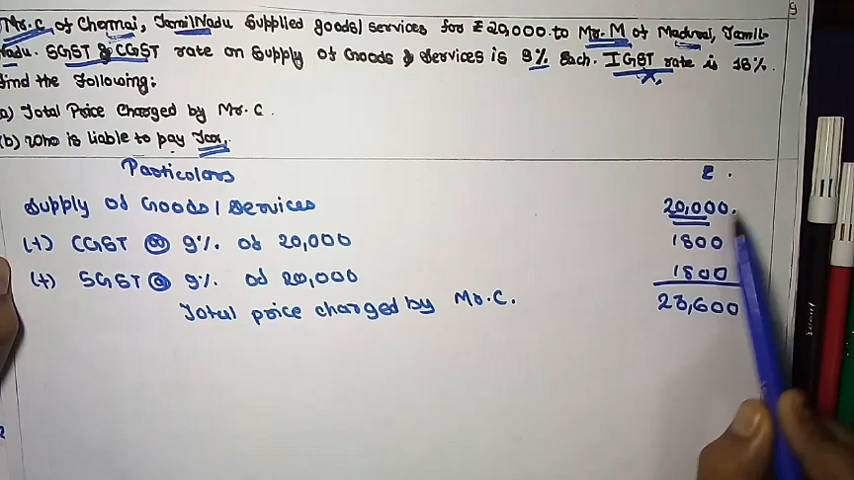 Mr. C of Chennai, TamilNadu Supplied goods/services for ₹20,000 to Mr. M of Madurai, Tamil-
Nadu. SGST & CGST rate on Supply of Goods & Services is 9% Each. IGST rate is 18%.
Find the Following:
(a) Total Price Charged by Mr. C.
(b) Who is liable to pay Tax.
Particulars ₹.
Supply of Goods/Services 20,000.
(+) CGST @ 9% of 20,000 1800
(+) SGST @ 9% of 20,000 1800
Total price charged by Mr. C. 23,600